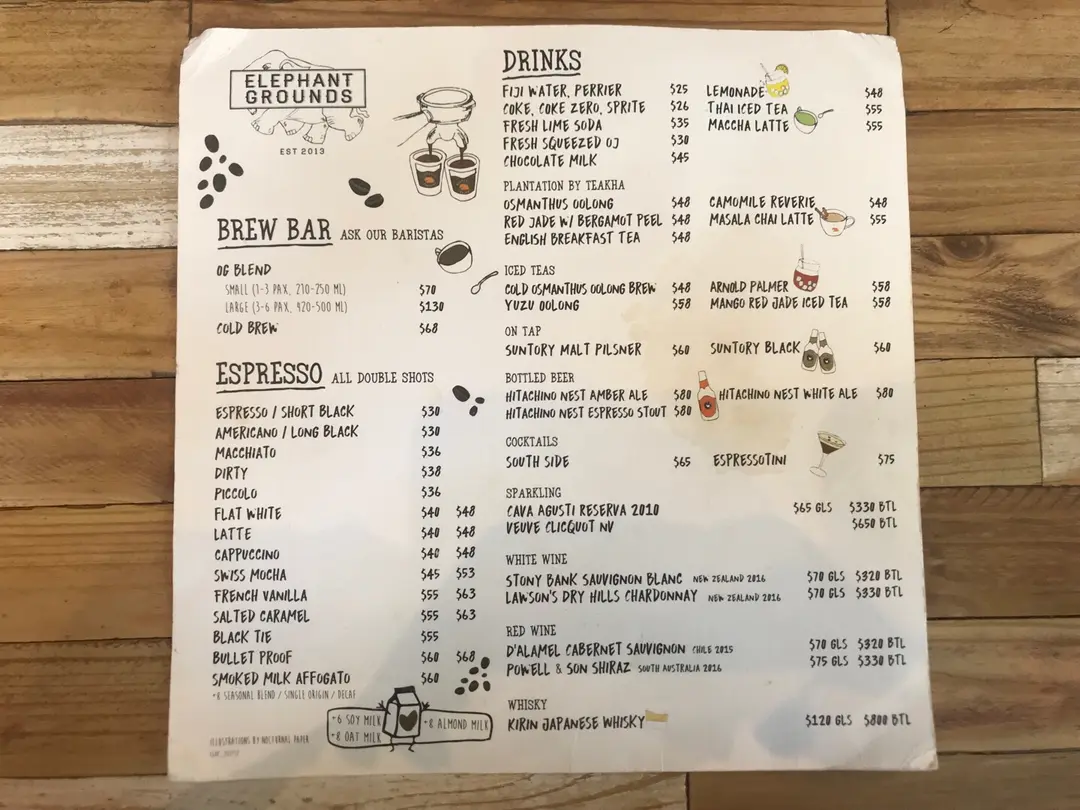 ELEPHANT
GROUNDS
EST 2013
BREW BAR ASK OUR BARISTAS
OG BLEND
SMALL (1-3 PAX, 210-250 ML) $70
LARGE (3-6 PAX, 420-500 ML) $130
COLD BREW $68
ESPRESSO ALL DOUBLE SHOTS
ESPRESSO / SHORT BLACK $30
AMERICANO / LONG BLACK $30
MACCHIATO $36
DIRTY $38
PICCOLO $36
FLAT WHITE $40 $48
LATTE $40 $48
CAPPUCCINO $40 $48
SWISS MOCHA $45 $53
FRENCH VANILLA $55 $63
SALTED CARAMEL $55 $63
BLACK TIE $55
BULLET PROOF $60 $68
SMOKED MILK AFFOGATO $60
+8 SEASONAL BLEND / SINGLE ORIGIN / DECAF
+6 SOY MILK
+8 OAT MILK
+8 ALMOND MILK
ILLUSTRATIONS BY NOCTURNAL PAPER
DRINKS
FIJI WATER, PERRIER $25 LEMONADE $48
COKE, COKE ZERO, SPRITE $26 THAI ICED TEA $55
FRESH LIME SODA $35 MACCHA LATTE $55
FRESH SQUEEZED OJ $30
CHOCOLATE MILK $45
PLANTATION BY TEAKHA
OSMANTHUS OOLONG $48 CAMOMILE REVERIE $48
RED JADE W/ BERGAMOT PEEL $48 MASALA CHAI LATTE $55
ENGLISH BREAKFAST TEA $48
ICED TEAS
COLD OSMANTHUS OOLONG BREW $48 ARNOLD PALMER $58
YUZU OOLONG $58 MANGO RED JADE ICED TEA $58
ON TAP
SUNTORY MALT PILSNER $60 SUNTORY BLACK $60
BOTTLED BEER
HITACHINO NEST AMBER ALE $80 HITACHINO NEST WHITE ALE $80
HITACHINO NEST ESPRESSO STOUT $80
COCKTAILS
SOUTH SIDE $65 ESPRESSOTINI $75
SPARKLING
CAVA AGUSTI RESERVA 2010 $65 GLS $330 BTL
VEUVE CLICQUOT NV $650 BTL
WHITE WINE
STONY BANK SAUVIGNON BLANC NEW ZEALAND 2016 $70 GLS $320 BTL
LAWSON'S DRY HILLS CHARDONNAY NEW ZEALAND 2016 $70 GLS $330 BTL
RED WINE
D'ALAMEL CABERNET SAUVIGNON CHILE 2015 $70 GLS $320 BTL
POWELL & SON SHIRAZ SOUTH AUSTRALIA 2016 $75 GLS $330 BTL
WHISKY
KIRIN JAPANESE WHISKY $120 GLS $800 BTL